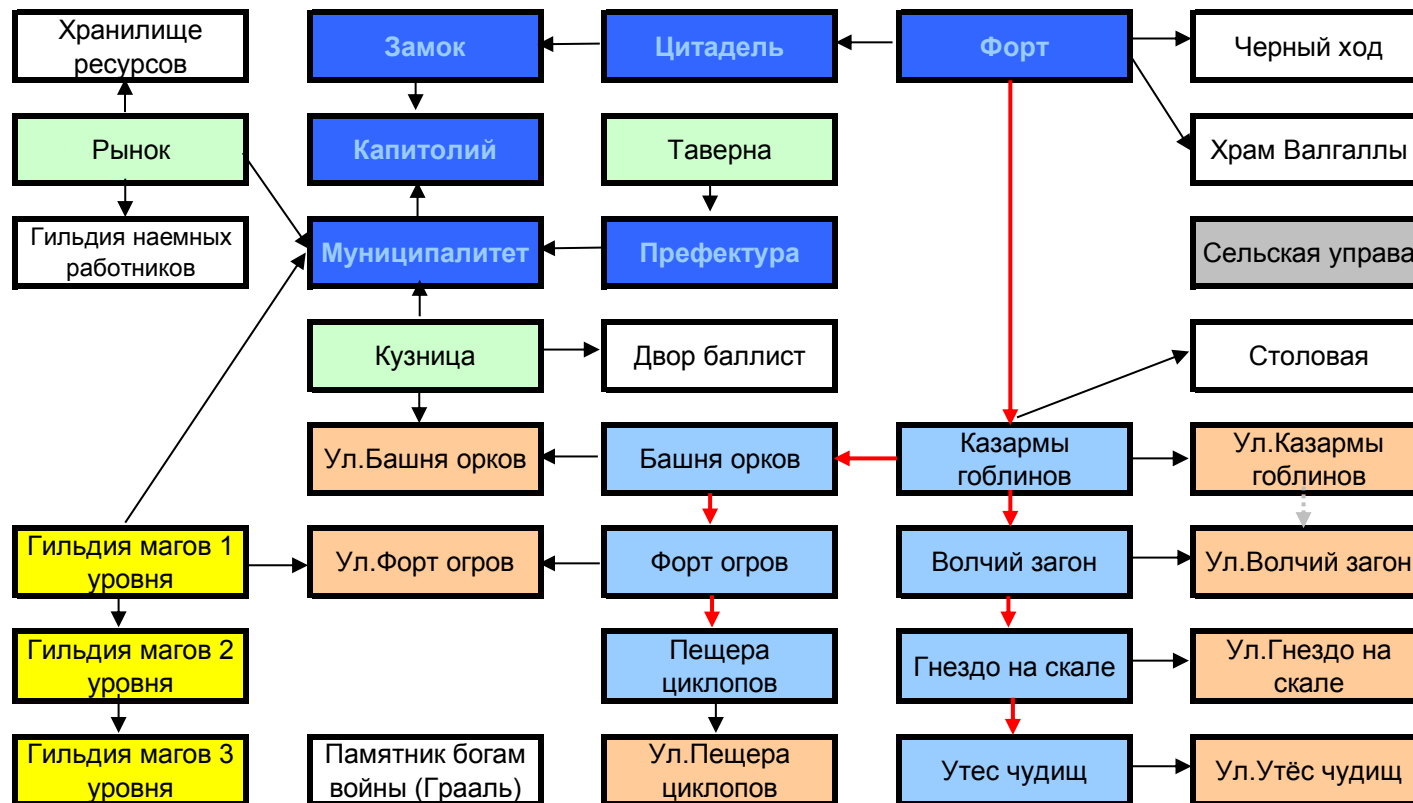 Хранилище
ресурсов
Замок
Цитадель
Форт
Черный ход
Рынок
Капитолий
Таверна
Храм Валгаллы
Гильдия наемных
работников
Муниципалитет
Префектура
Сельская управа
Кузница
Двор баллист
Столовая
Ул.Башня орков
Башня орков
Казармы
гоблинов
Ул.Казармы
гоблинов
Гильдия магов 1
уровня
Ул.Форт огров
Форт огров
Волчий загон
Ул.Волчий загон
Гильдия магов 2
уровня
Пещера
циклопов
Гнездо на скале
Ул.Гнездо на
скале
Гильдия магов 3
уровня
Памятник богам
войны (Грааль)
Ул.Пещера
циклопов
Утес чудищ
Ул.Утёс чудищ